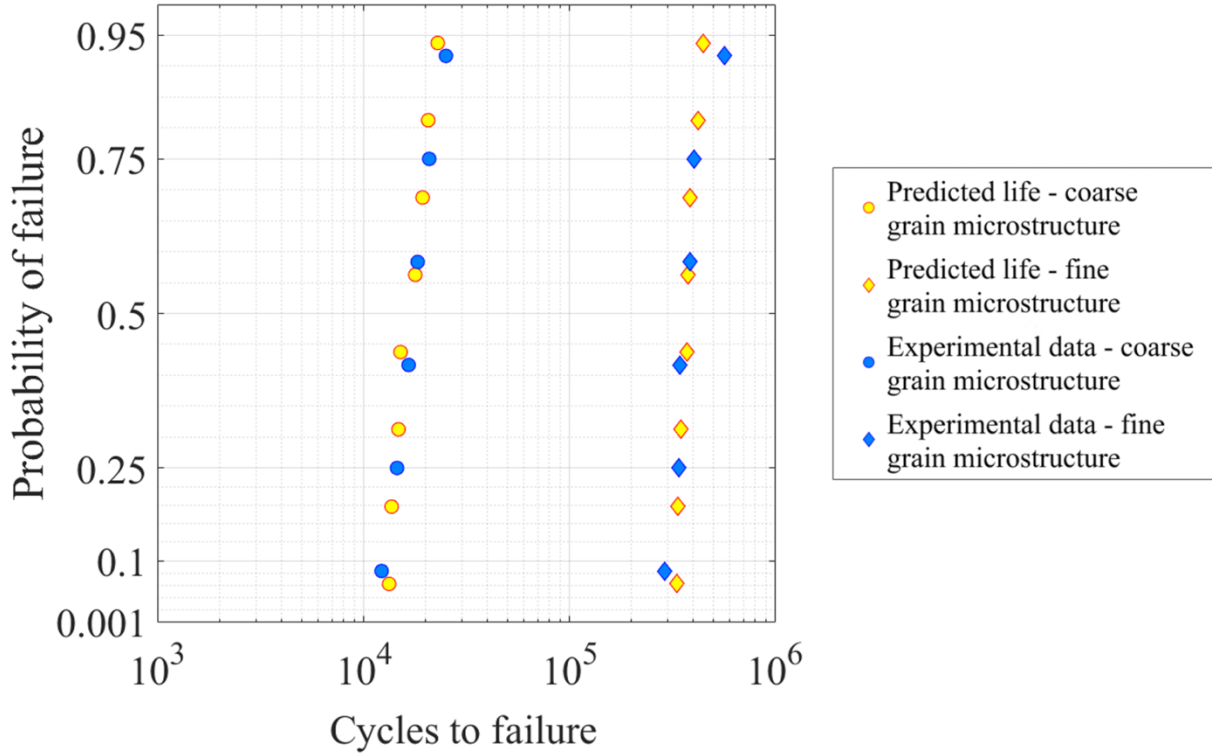 0.95
0.75
0.5
0.25
0.1
0.001
Probability of failure
10³
10⁴
10⁵
10⁶
Cycles to failure
Predicted life - coarse
grain microstructure
Predicted life - fine
grain microstructure
Experimental data - coarse
grain microstructure
Experimental data - fine
grain microstructure